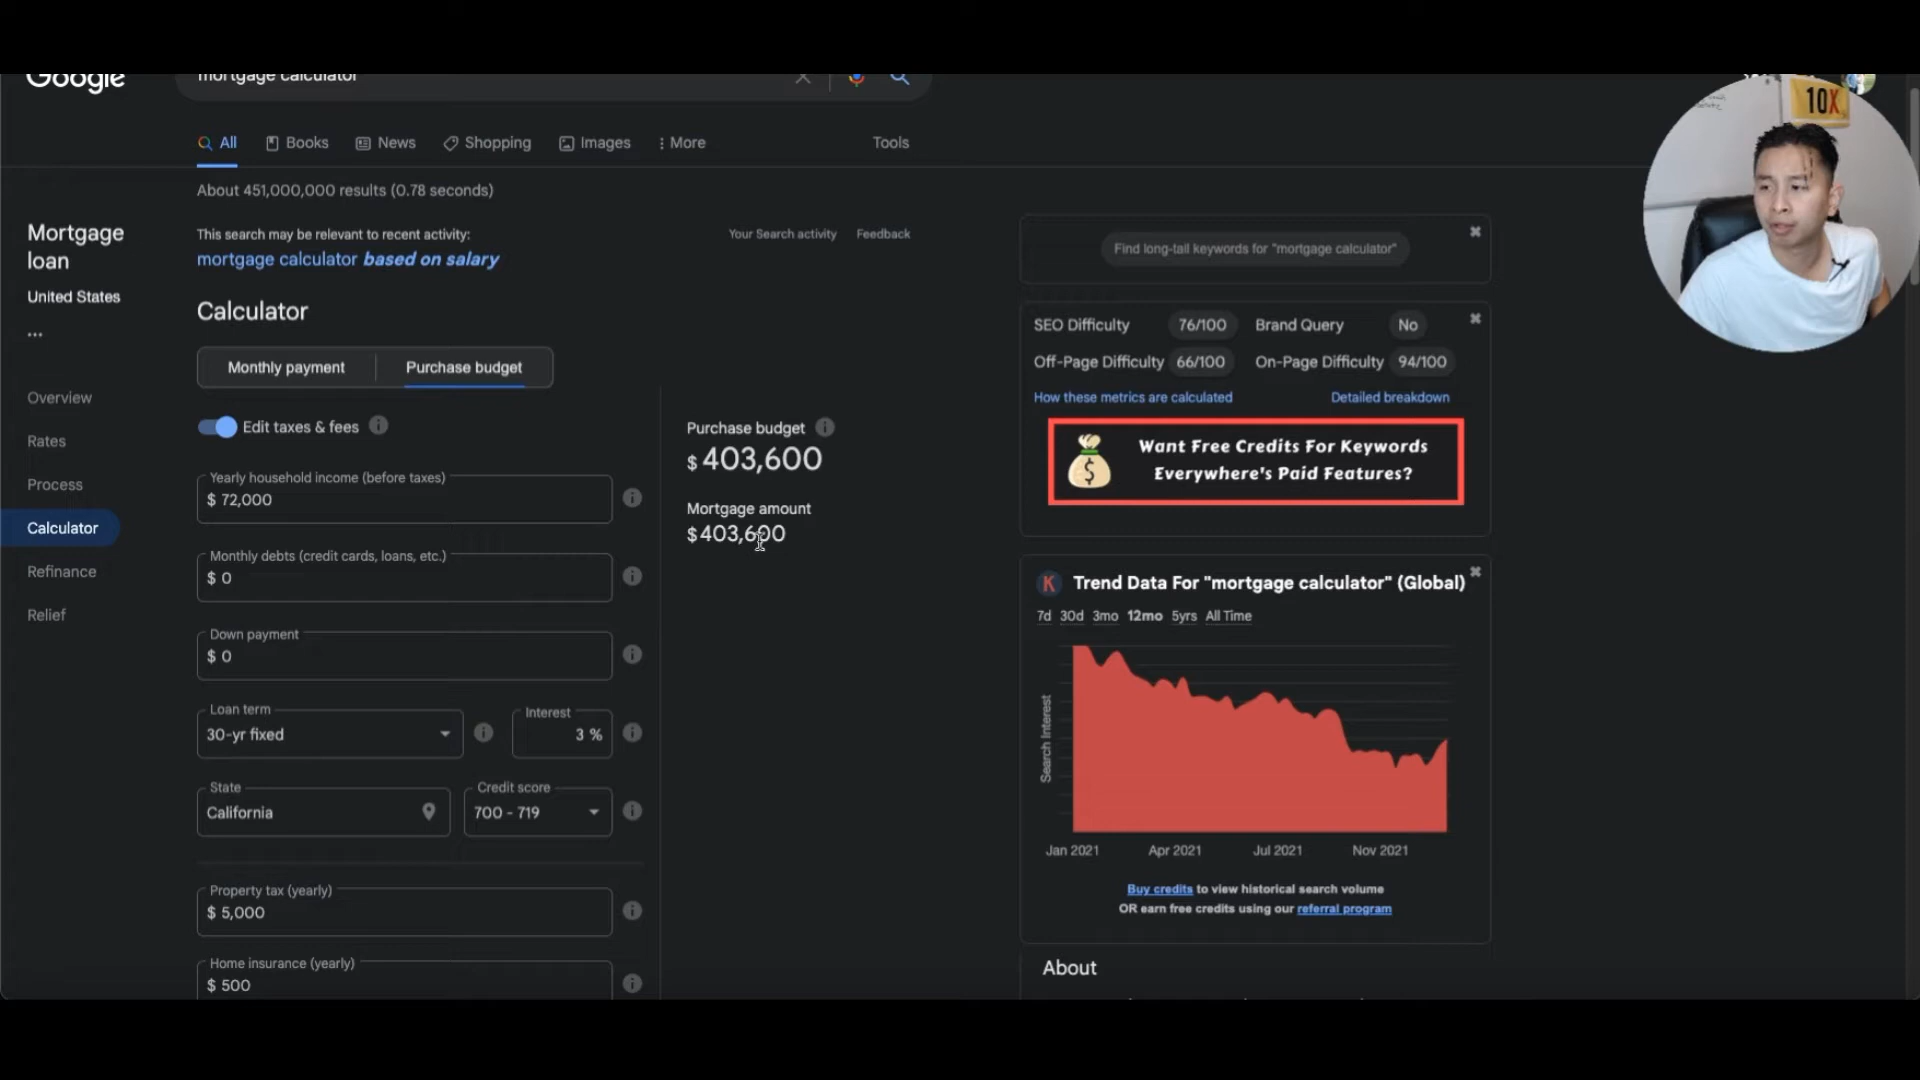 Google
mortgage calculator
All
Books
News
Shopping
Images
More
Tools
10X
About 451,000,000 results (0.78 seconds)
Mortgage
loan
United States
...
Overview
Rates
Process
Calculator
Refinance
Relief
This search may be relevant to recent activity:
Your Search activity
Feedback
mortgage calculator based on salary
Calculator
Monthly payment
Purchase budget
Edit taxes & fees
Yearly household income (before taxes)
$ 72,000
Monthly debts (credit cards, loans, etc.)
$ 0
Down payment
$ 0
Loan term
30-yr fixed
Interest
3 %
State
California
Credit score
700 - 719
Property tax (yearly)
$ 5,000
Home insurance (yearly)
$ 500
Purchase budget
$ 403,600
Mortgage amount
$403,600
Find long-tail keywords for "mortgage calculator"
SEO Difficulty 76/100 Brand Query No
Off-Page Difficulty 66/100 On-Page Difficulty 94/100
How these metrics are calculated
Detailed breakdown
Want Free Credits For Keywords
Everywhere's Paid Features?
K
Trend Data For "mortgage calculator" (Global)
7d 30d 3mo 12mo 5yrs All Time
Search Interest
Jan 2021 Apr 2021 Jul 2021 Nov 2021
Buy credits to view historical search volume
OR earn free credits using our referral program
About